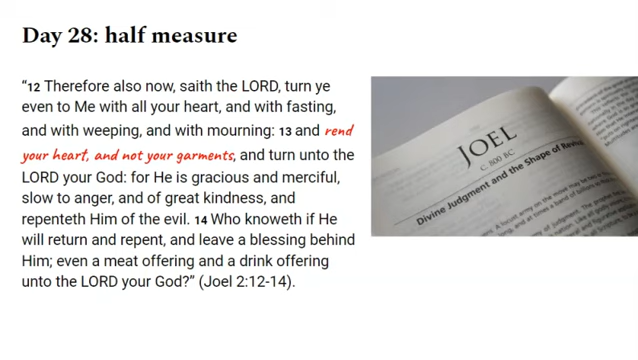 Day 28: half measure
“12 Therefore also now, saith the LORD, turn ye
even to Me with all your heart, and with fasting,
and with weeping, and with mourning: 13 and rend
your heart, and not your garments, and turn unto the
LORD your God: for He is gracious and merciful,
slow to anger, and of great kindness, and
repenteth Him of the evil. 14 Who knoweth if He
will return and repent, and leave a blessing behind
Him; even a meat offering and a drink offering
unto the LORD your God?” (Joel 2:12-14).
JOEL
C. 800 BC
Divine Judgment and the Shape of